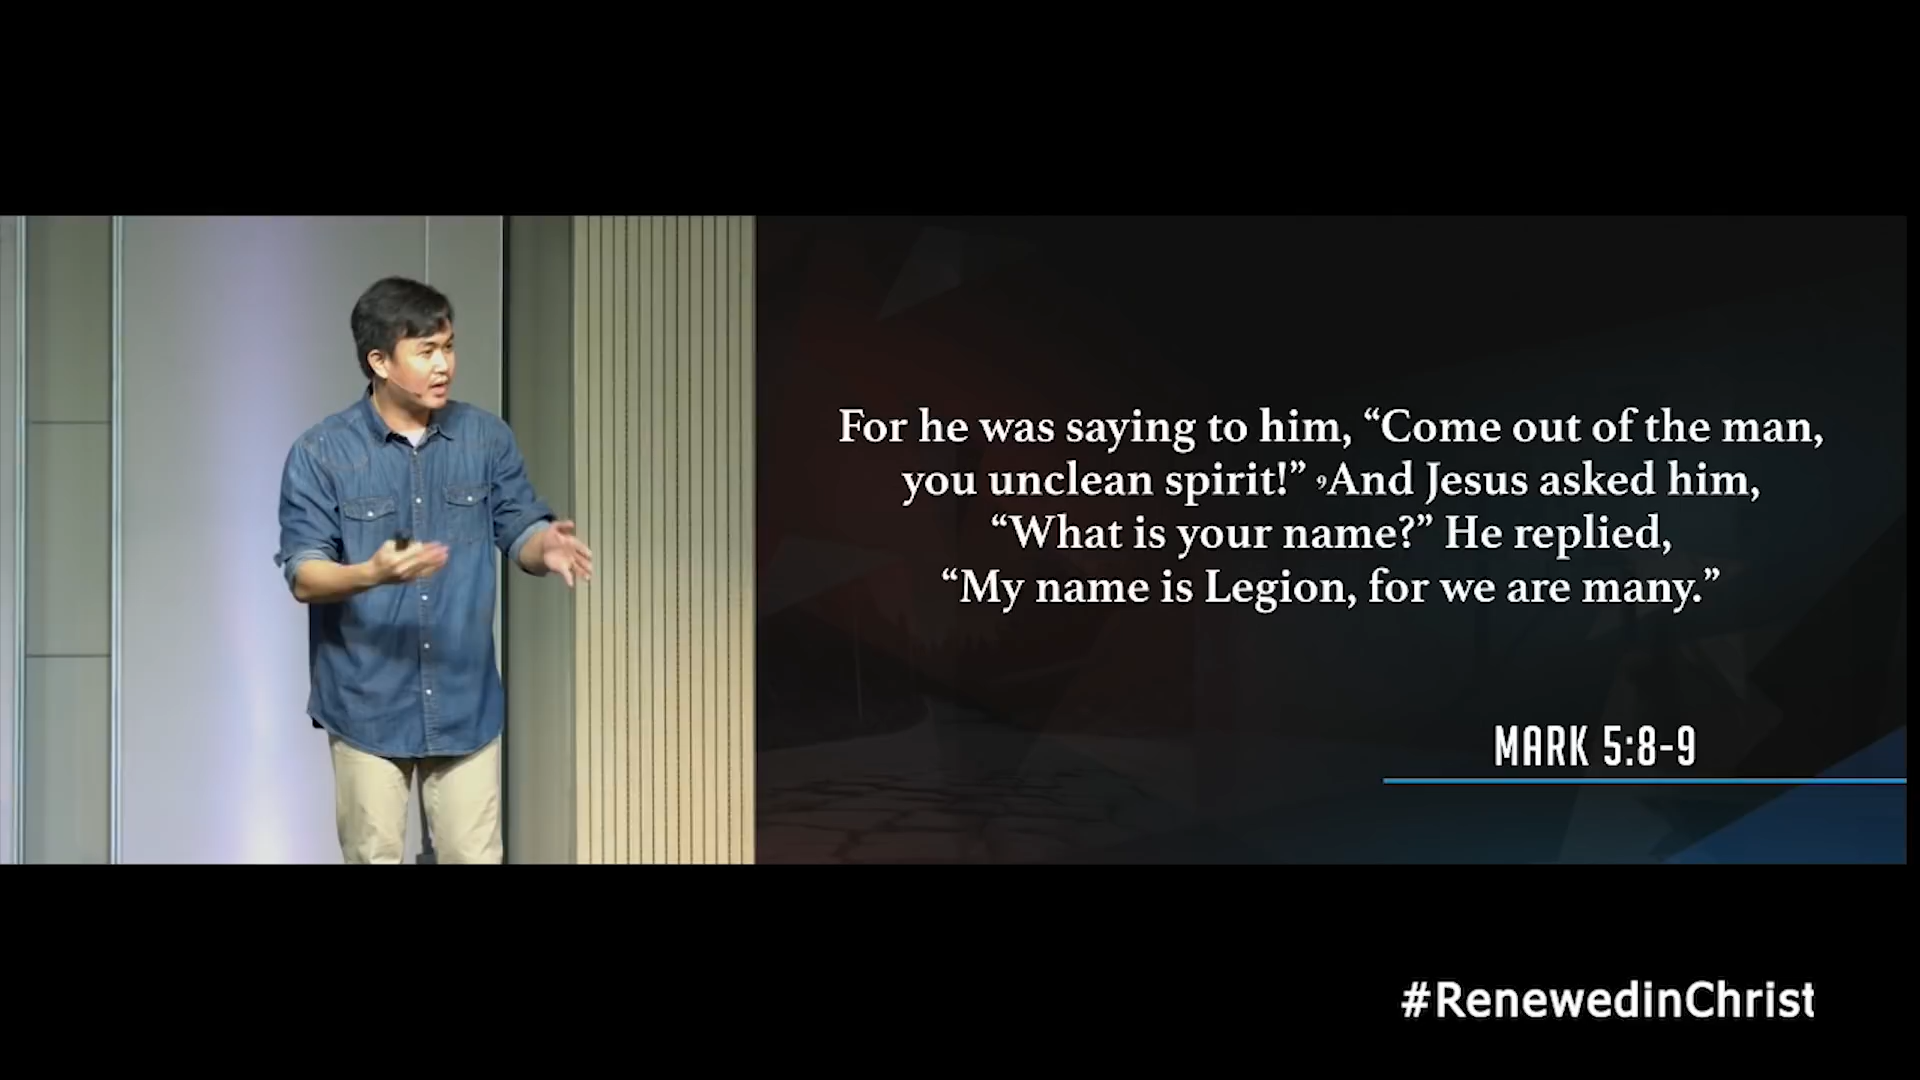 For he was saying to him, “Come out of the man,
you unclean spirit!” 9And Jesus asked him,
“What is your name?” He replied,
“My name is Legion, for we are many.”
MARK 5:8-9
#RenewedinChrist